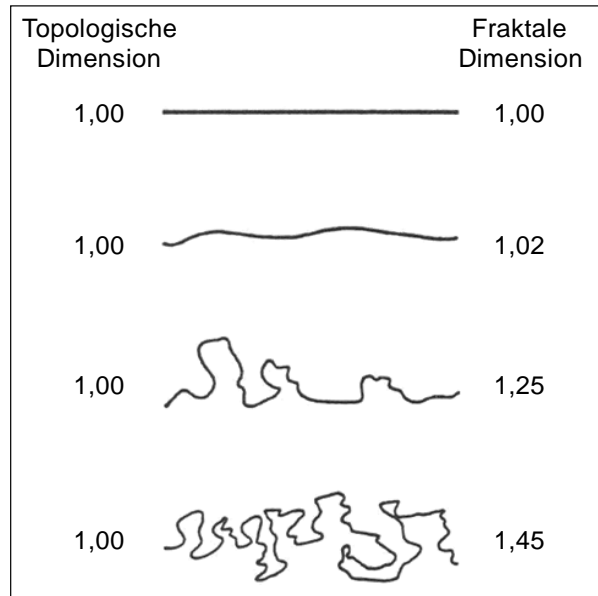 Topologische Dimension
Fraktale Dimension
1,00 1,00
1,00 1,02
1,00 1,25
1,00 1,45